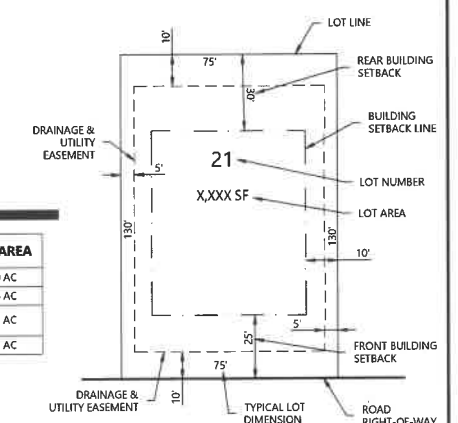 LOT LINE
10'
75'
REAR BUILDING
SETBACK
30'
BUILDING
SETBACK LINE
DRAINAGE &
UTILITY
EASEMENT
21
5'
LOT NUMBER
X,XXX SF
LOT AREA
130'
130'
AREA
AC
AC
AC
AC
10'
5'
25'
FRONT BUILDING
SETBACK
75'
DRAINAGE &
UTILITY EASEMENT
10'
TYPICAL LOT
DIMENSION
ROAD
RIGHT-OF-WAY